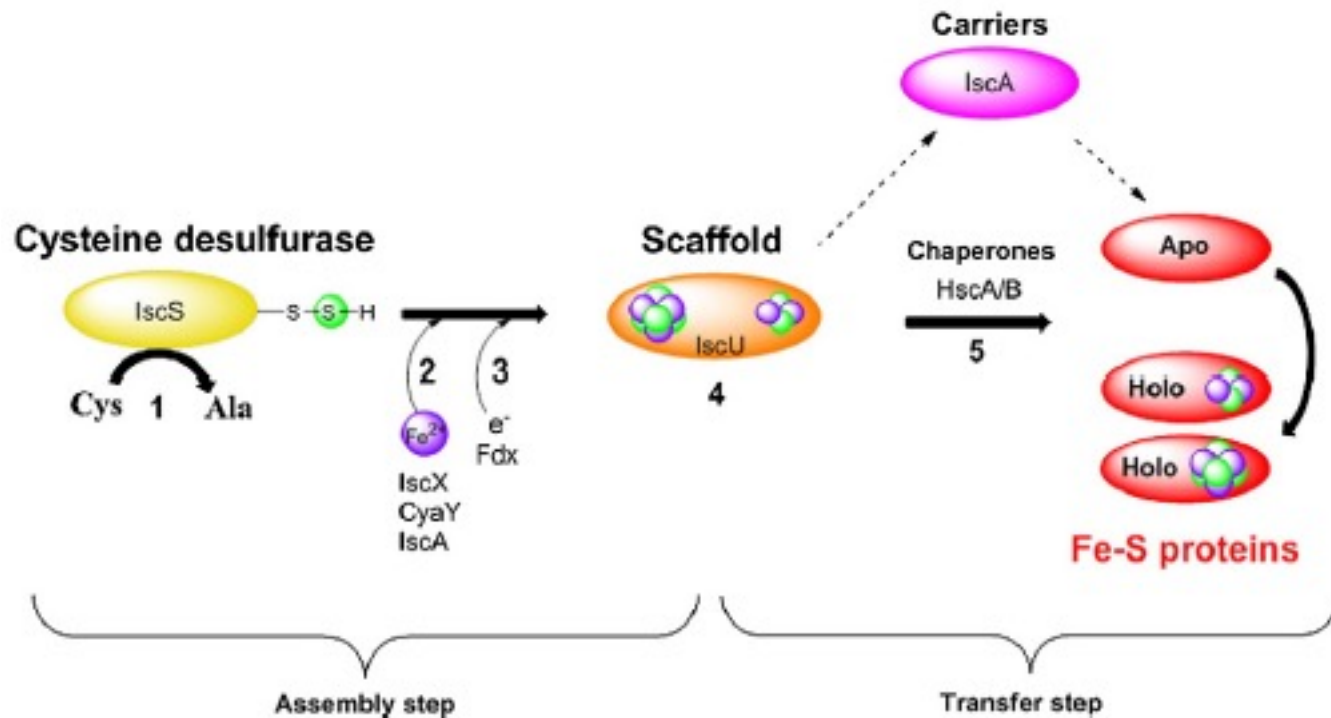 Carriers
IscA
Cysteine desulfurase
IscS
S
S
H
Cys
1
Ala
2
3
Fe2+
e-
Fdx
IscX
CyaY
IscA
Scaffold
IscU
4
Chaperones
HscA/B
5
Apo
Holo
Holo
Fe-S proteins
Assembly step
Transfer step